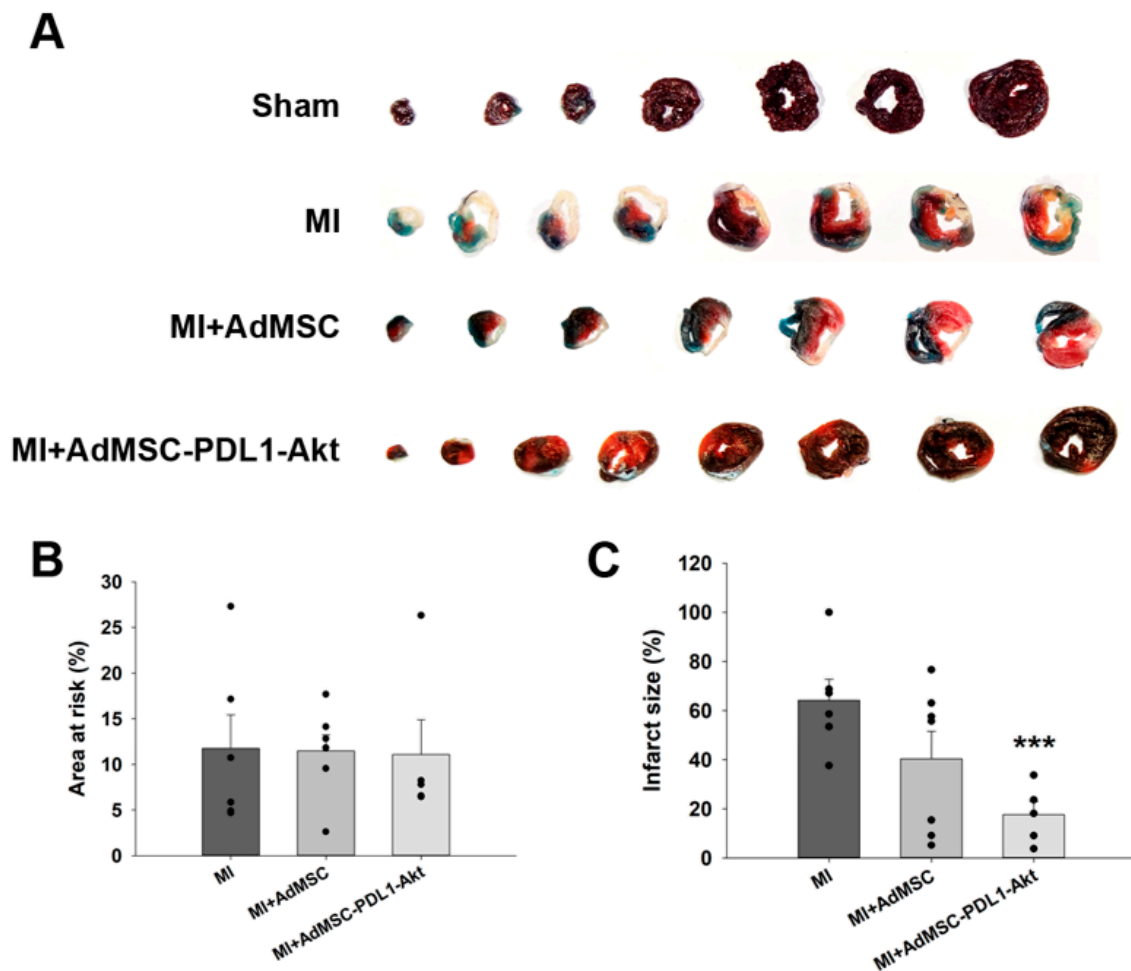 A
Sham
MI
MI+AdMSC
MI+AdMSC-PDL1-Akt
B
Area at risk (%)
30
25
20
15
10
5
0
MI
MI+AdMSC
MI+AdMSC-PDL1-Akt
C
Infarct size (%)
120
100
80
60
40
20
0
***
MI
MI+AdMSC
MI+AdMSC-PDL1-Akt